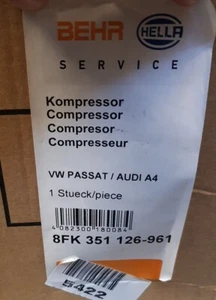 BEHR HELLA
SERVICE
Kompressor
Compressor
Compresor
Compresseur
VW PASSAT / AUDI A4
1 Stueck/piece
4 082300 180084
8FK 351 126-961
5422